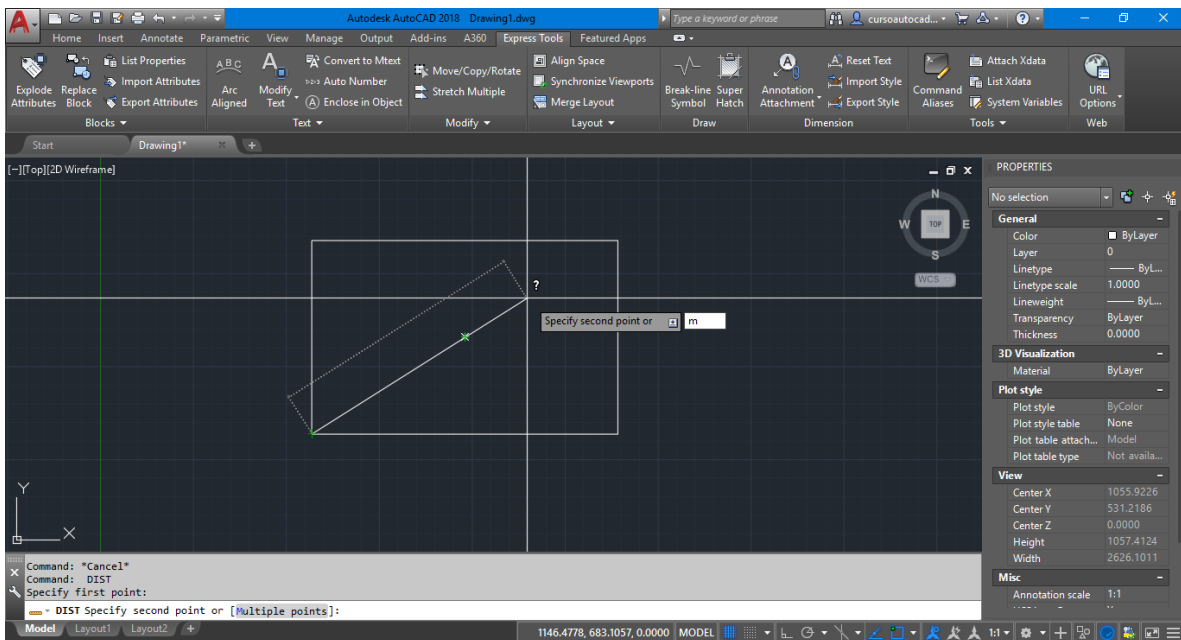 Autodesk AutoCAD 2018 Drawing1.dwg
Type a keyword or phrase
cursoautocad...
Home Insert Annotate Parametric View Manage Output Add-ins A360 Express Tools Featured Apps
Explode Attributes
Replace Block
List Properties
Import Attributes
Export Attributes
Blocks
ABC
Arc Aligned
Modify Text
Convert to Mtext
Auto Number
Enclose in Object
Text
Move/Copy/Rotate
Stretch Multiple
Modify
Align Space
Synchronize Viewports
Merge Layout
Layout
Break-line Symbol
Super Hatch
Draw
Annotation Attachment
Reset Text
Import Style
Export Style
Dimension
Command Aliases
Attach Xdata
List Xdata
System Variables
Tools
URL Options
Web
Start Drawing1* +
[−][Top][2D Wireframe]
N
W TOP E
S
WCS
?
Specify second point or m
Y
X
PROPERTIES
No selection
General
Color ByLayer
Layer 0
Linetype ByL...
Linetype scale 1.0000
Lineweight ByL...
Transparency ByLayer
Thickness 0.0000
3D Visualization
Material ByLayer
Plot style
Plot style ByColor
Plot style table None
Plot table attach... Model
Plot table type Not availa...
View
Center X 1055.9226
Center Y 531.2186
Center Z 0.0000
Height 1057.4124
Width 2626.1011
Misc
Annotation scale 1:1
Command: *Cancel*
Command: DIST
Specify first point:
DIST Specify second point or [Multiple points]:
Model Layout1 Layout2 +
1146.4778, 683.1057, 0.0000 MODEL 1:1